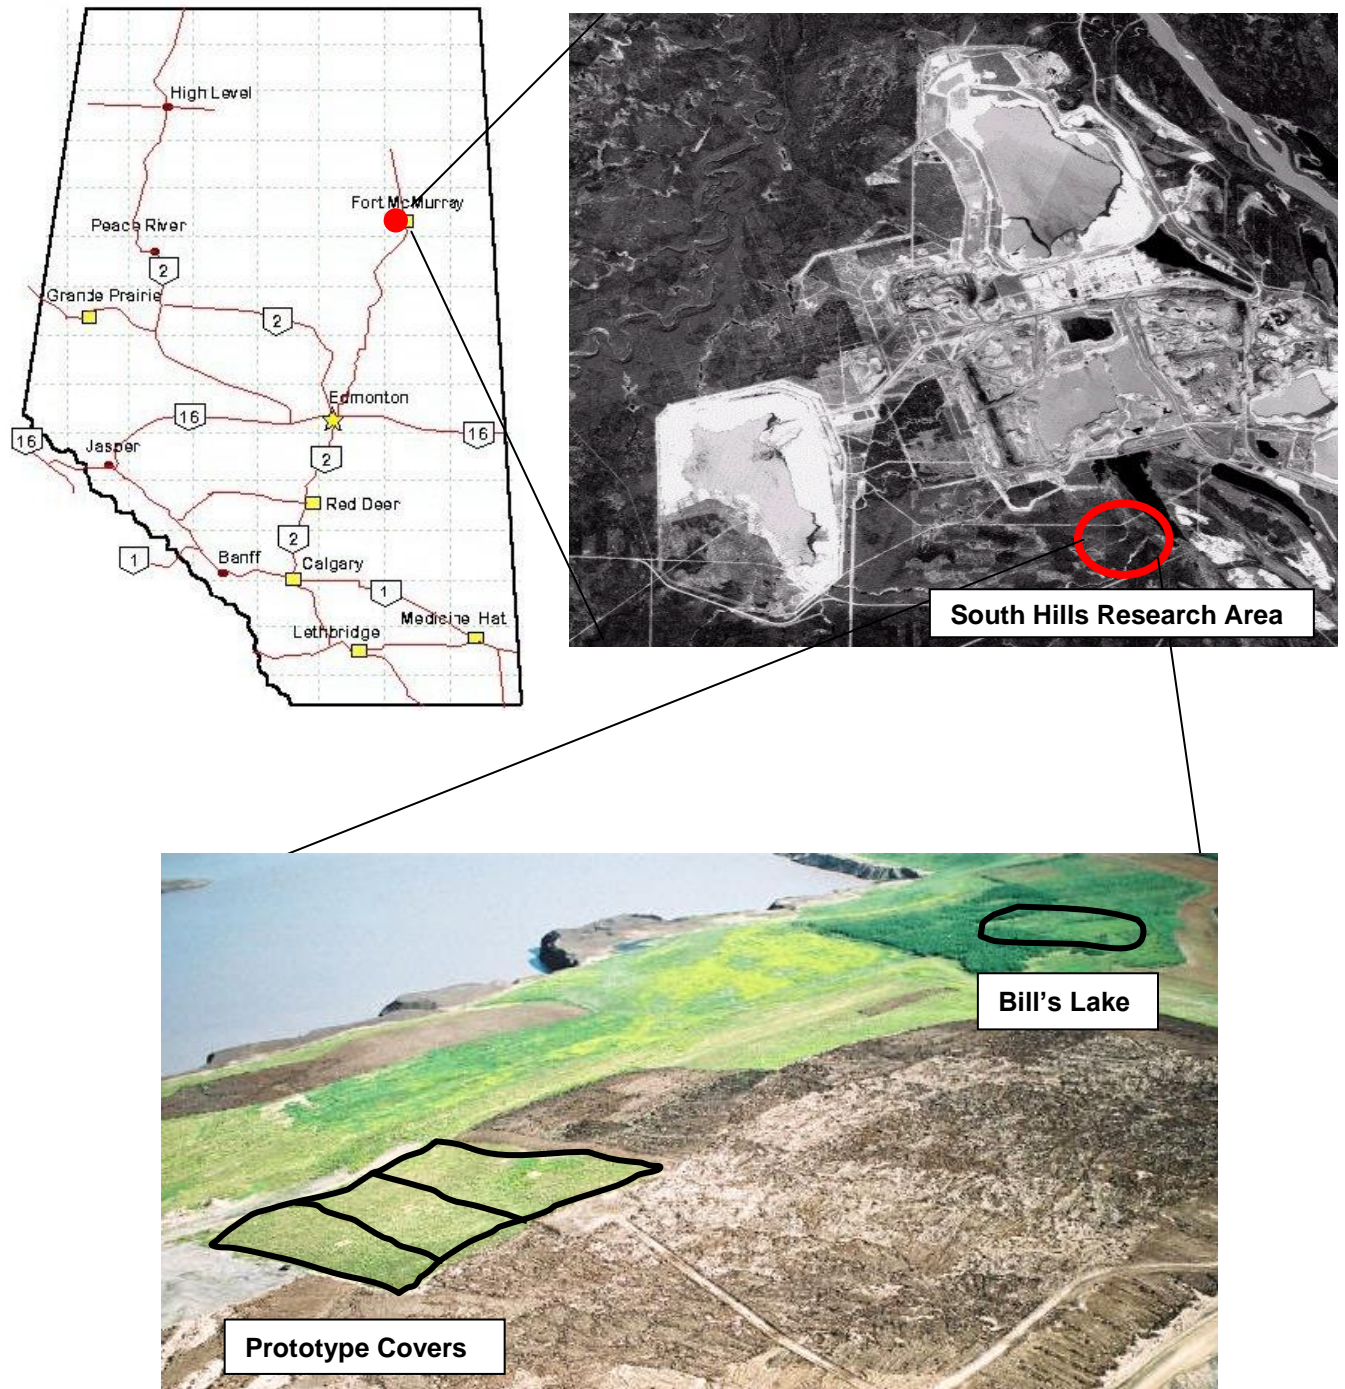 High Level
Fort McMurray
Peace River
2
Grande Prairie
2
Edmonton
16
16
16
Jasper
2
Red Deer
2
1
Banff
Calgary
1
Medicine Hat
Lethbridge
South Hills Research Area
Bill's Lake
Prototype Covers